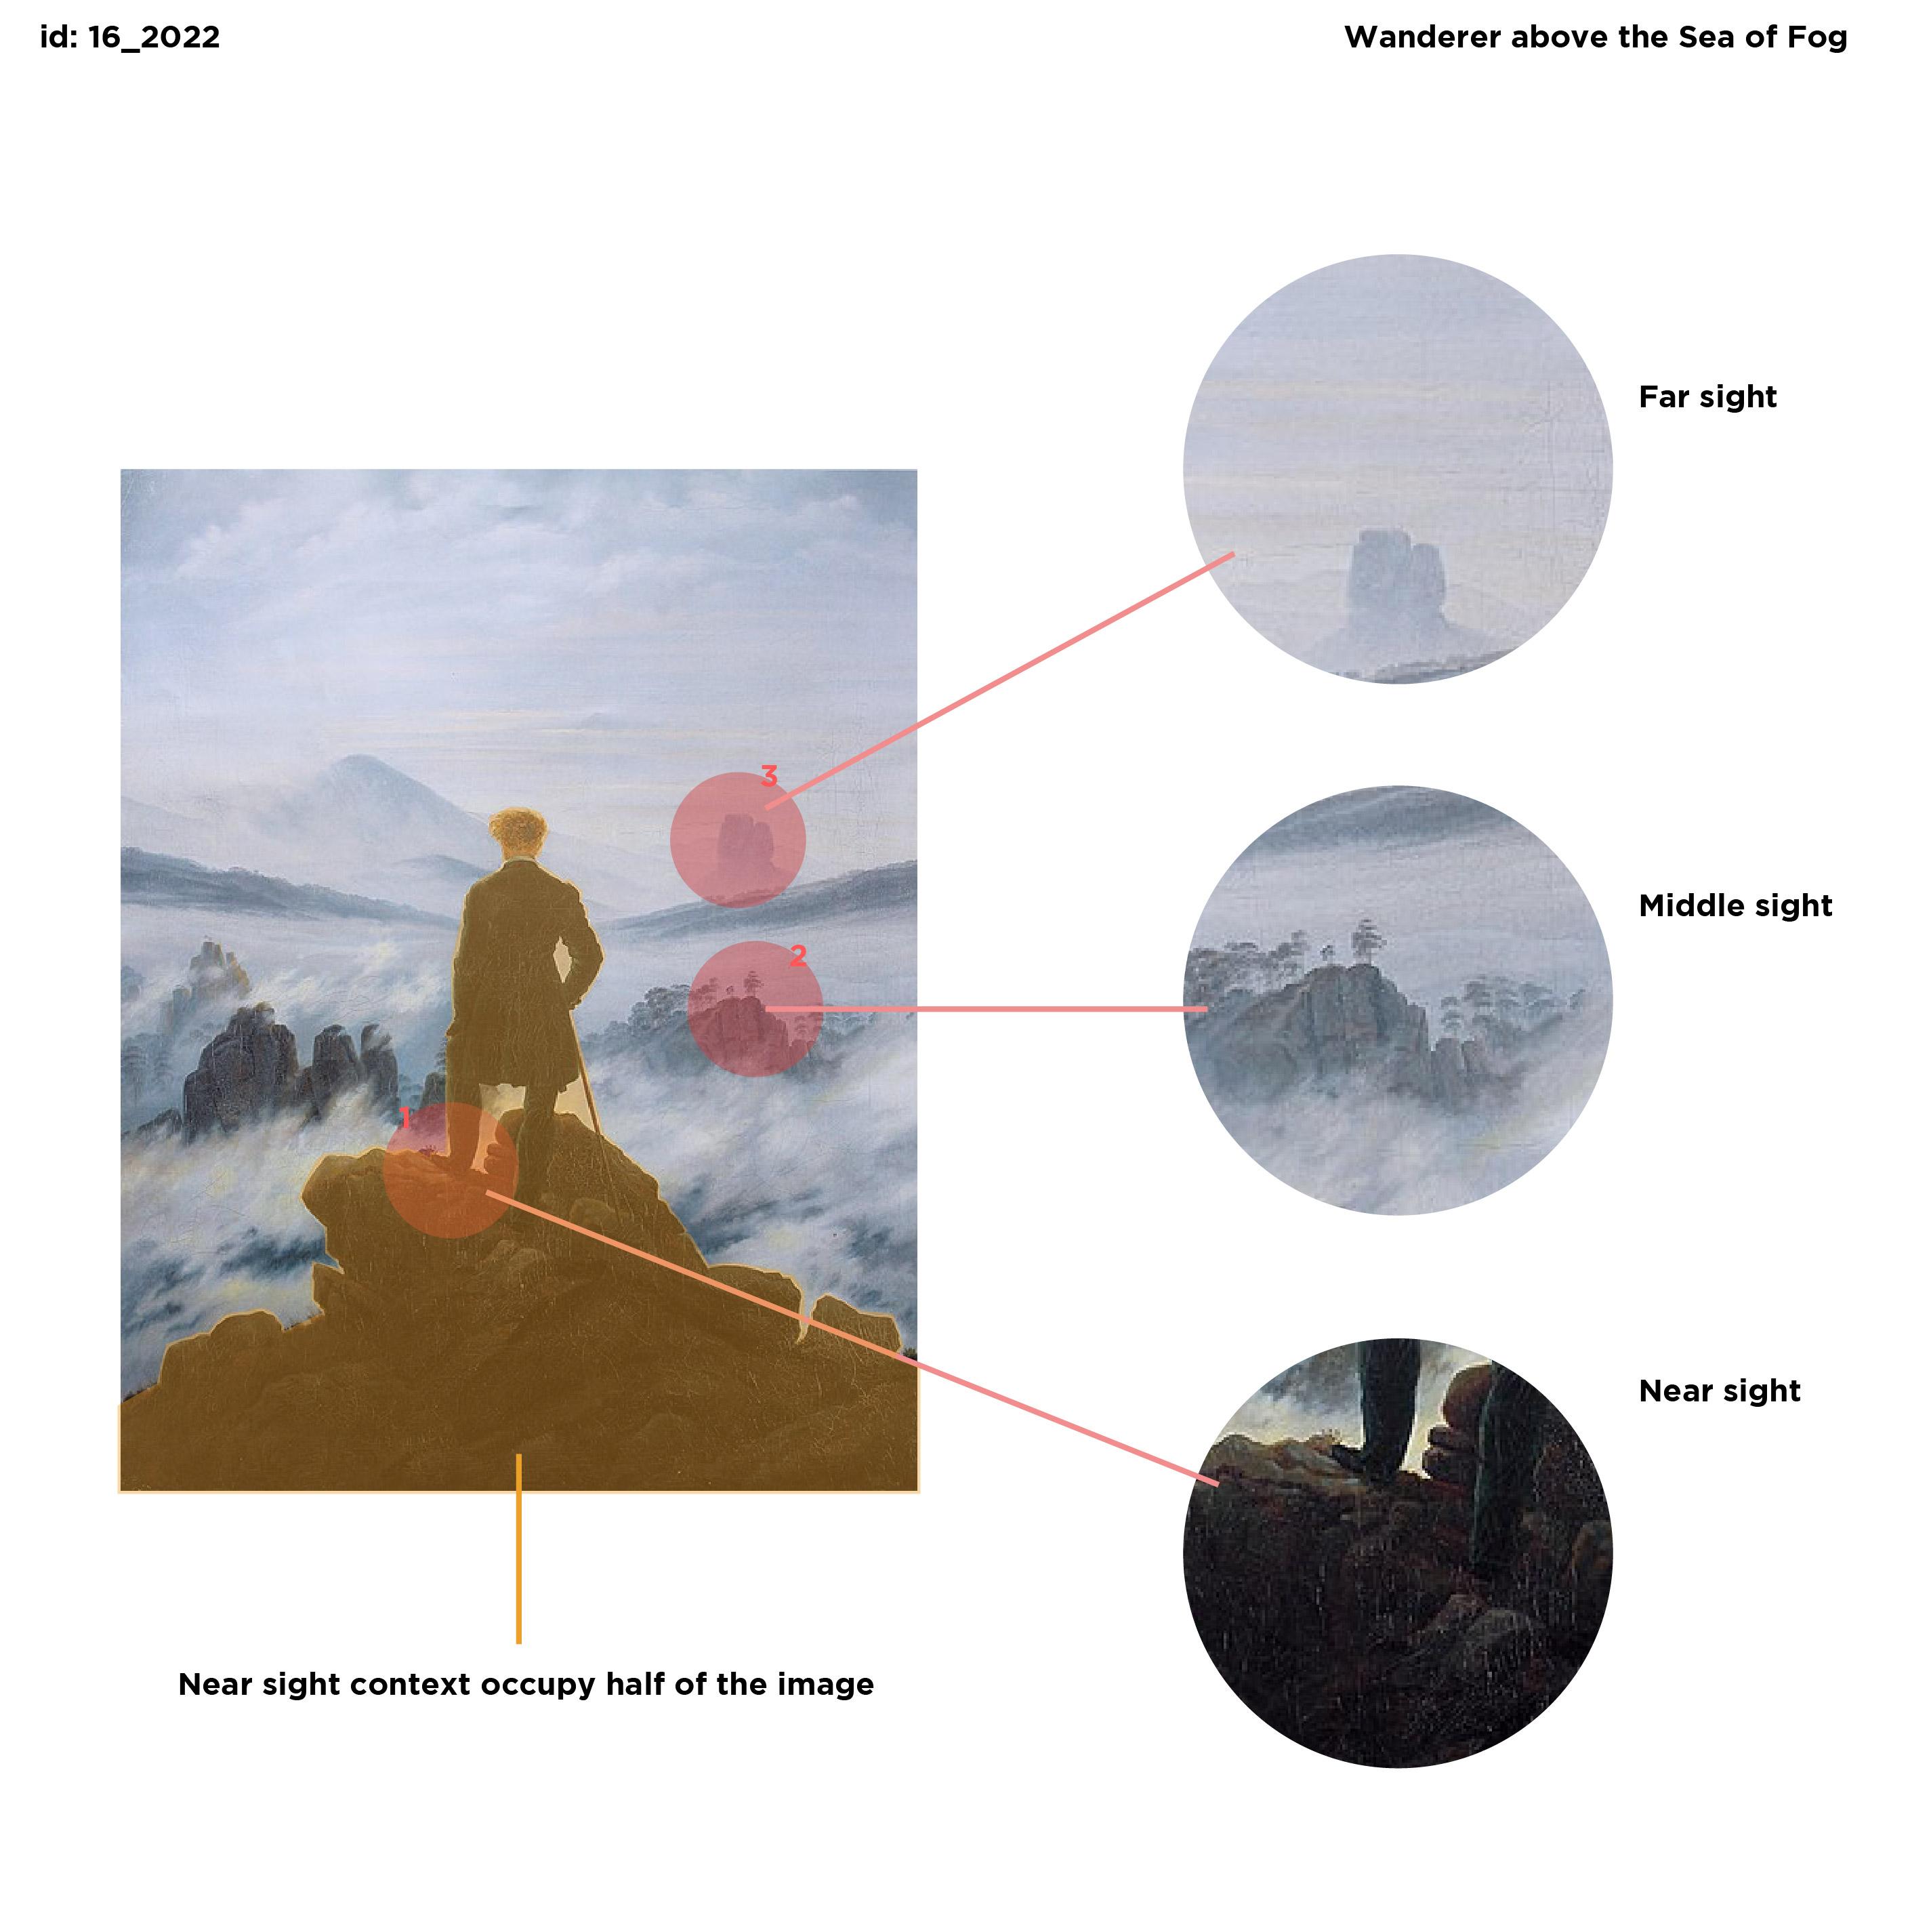 id: 16_2022
Wanderer above the Sea of Fog
Far sight
3
Middle sight
2
1
Near sight
Near sight context occupy half of the image